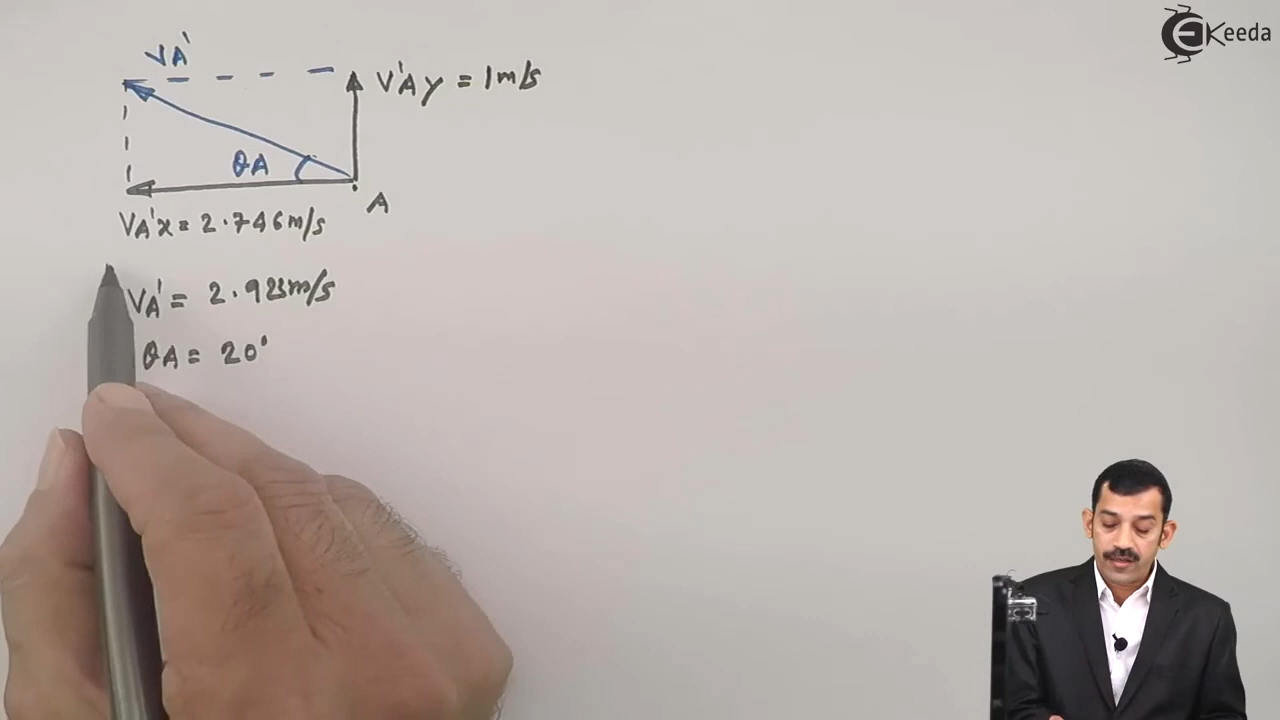 EKeeda
VA'
V'Ay = 1m/s
θA
A
VA'x = 2.746m/s
VA' = 2.923m/s
θA = 20°